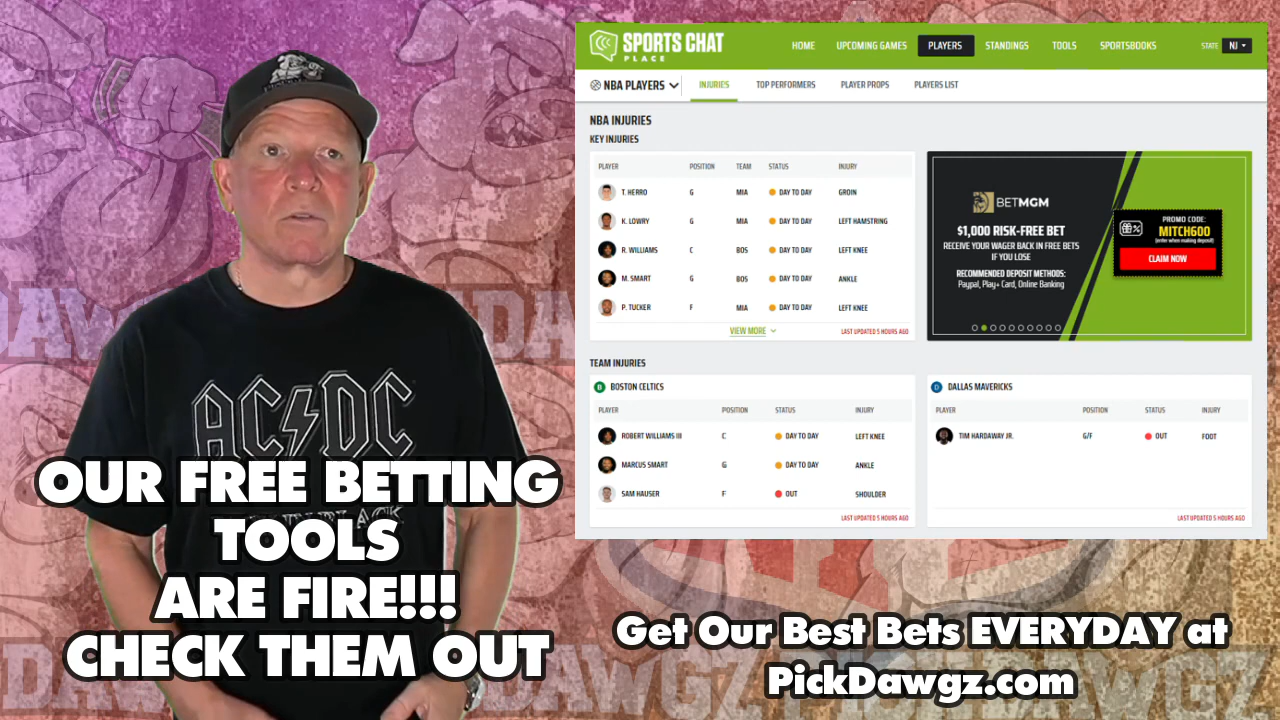 SPORTS CHAT
PLACE
HOME UPCOMING GAMES PLAYERS STANDINGS TOOLS SPORTSBOOKS STATE NJ
NBA PLAYERS INJURIES TOP PERFORMERS PLAYER PROPS PLAYERS LIST
NBA INJURIES
KEY INJURIES
PLAYER POSITION TEAM STATUS INJURY
T. HERRO G MIA DAY TO DAY GROIN
K. LOWRY G MIA DAY TO DAY LEFT HAMSTRING
R. WILLIAMS C BOS DAY TO DAY LEFT KNEE
M. SMART G BOS DAY TO DAY ANKLE
P. TUCKER F MIA DAY TO DAY LEFT KNEE
VIEW MORE LAST UPDATED 5 HOURS AGO
BETMGM
$1,000 RISK-FREE BET
RECEIVE YOUR WAGER BACK IN FREE BETS
IF YOU LOSE
RECOMMENDED DEPOSIT METHODS:
Paypal, Play+ Card, Online Banking
PROMO CODE:
MITCH600
(enter when making deposit)
CLAIM NOW
TEAM INJURIES
BOSTON CELTICS
PLAYER POSITION STATUS INJURY
ROBERT WILLIAMS III C DAY TO DAY LEFT KNEE
MARCUS SMART G DAY TO DAY ANKLE
SAM HAUSER F OUT SHOULDER
LAST UPDATED 5 HOURS AGO
DALLAS MAVERICKS
PLAYER POSITION STATUS INJURY
TIM HARDAWAY JR. G/F OUT FOOT
LAST UPDATED 5 HOURS AGO
AC DC
OUR FREE BETTING
TOOLS
ARE FIRE!!!
CHECK THEM OUT
Get Our Best Bets EVERYDAY at
PickDawgz.com